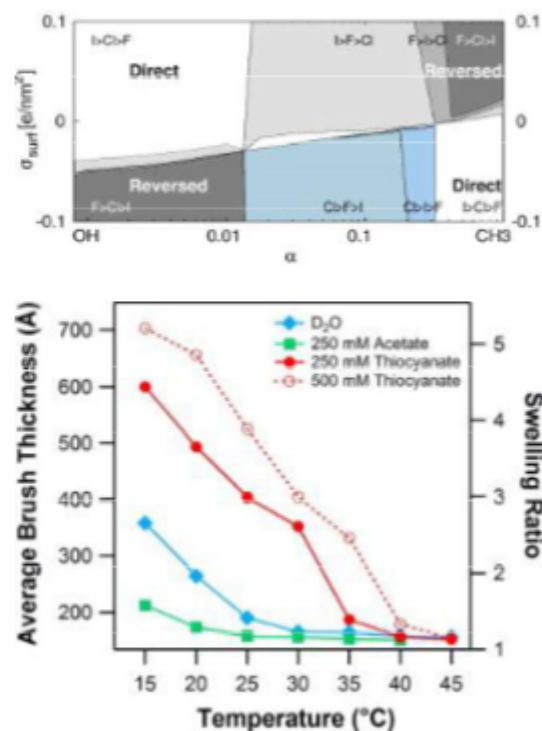 0.1 0.1
I>Cl>F I>F>Cl F>I>Cl F>Cl>I
Direct Reversed
σsurf [e/nm²] 0 0
Reversed Direct
F>Cl>I Cl>F>I Cl>I>F I>Cl>F
-0.1 -0.1
OH 0.01 0.1 CH3
α
D₂O
250 mM Acetate
250 mM Thiocyanate
500 mM Thiocyanate
Average Brush Thickness (Å)
700
600
500
400
300
200
5
4
3
2
1
Swelling Ratio
15 20 25 30 35 40 45
Temperature (°C)